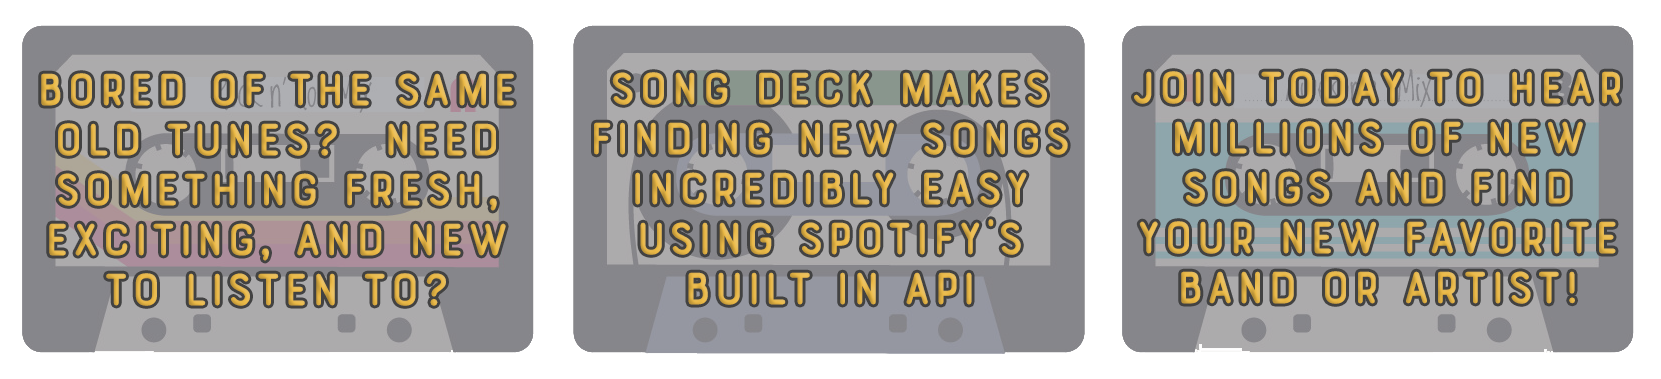 BORED OF THE SAME
OLD TUNES? NEED
SOMETHING FRESH,
EXCITING, AND NEW
TO LISTEN TO?
SONG DECK MAKES
FINDING NEW SONGS
INCREDIBLY EASY
USING SPOTIFY'S
BUILT IN API
JOIN TODAY TO HEAR
MILLIONS OF NEW
SONGS AND FIND
YOUR NEW FAVORITE
BAND OR ARTIST!